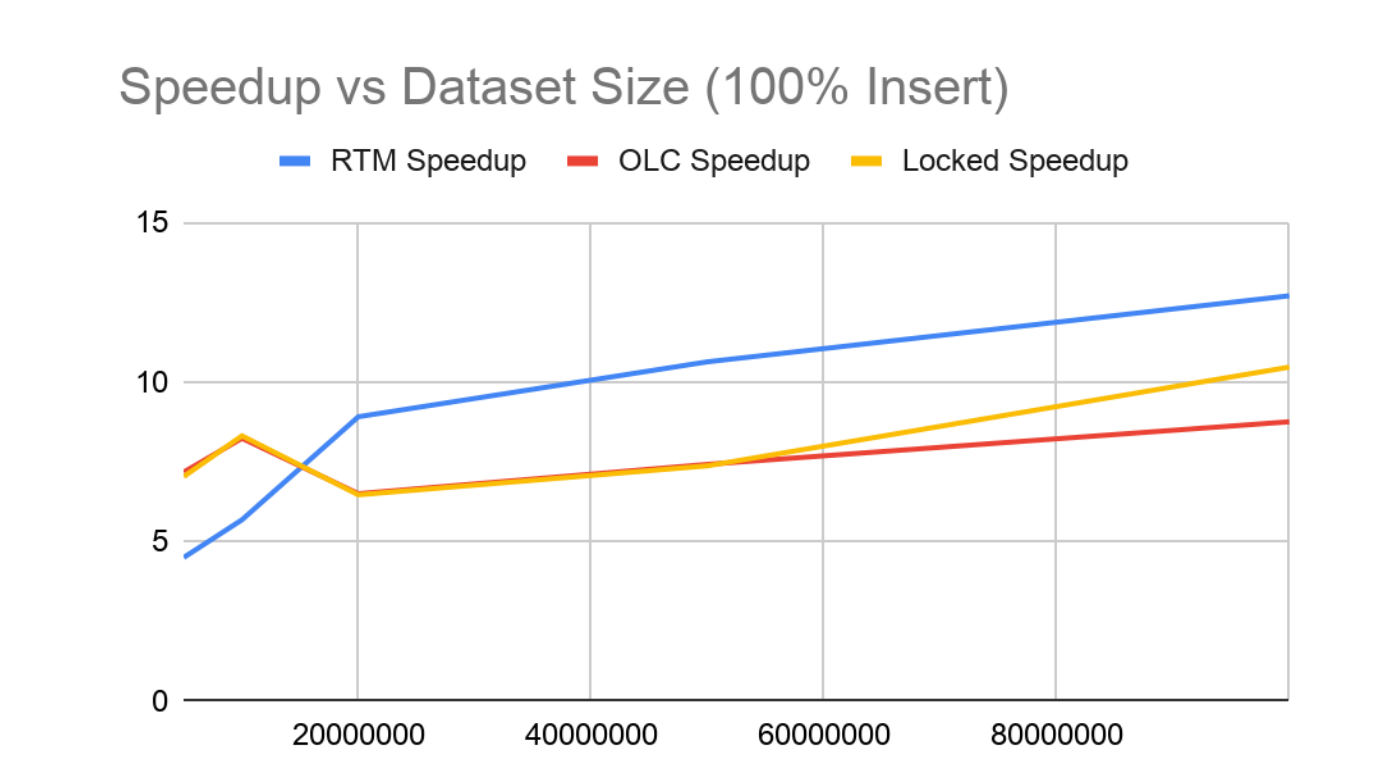 Speedup vs Dataset Size (100% Insert)
RTM Speedup OLC Speedup Locked Speedup
15
10
5
0
20000000 40000000 60000000 80000000